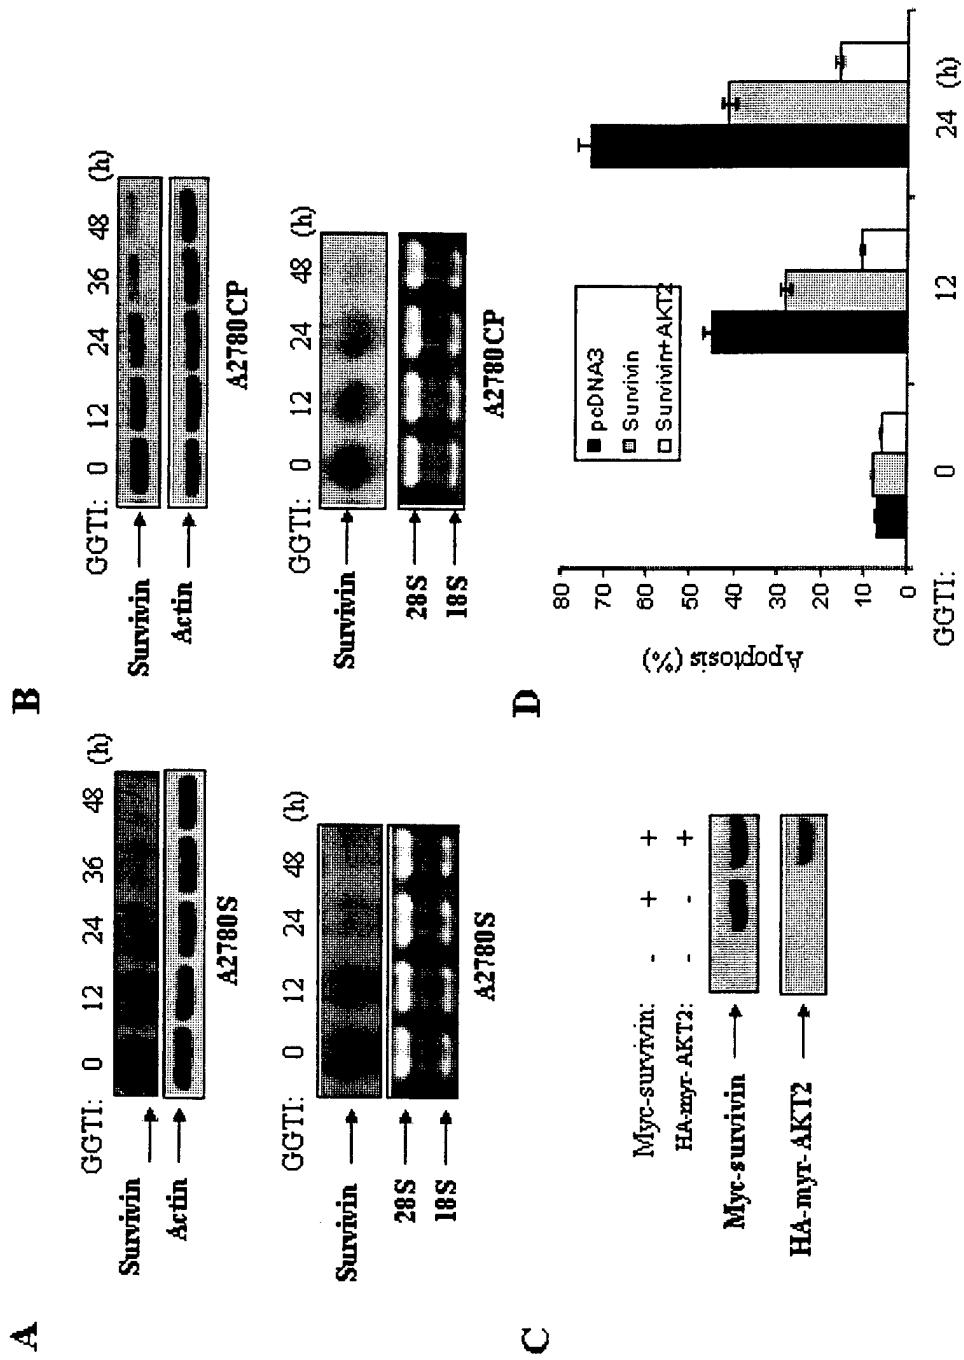 A
GGTI: 0 12 24 36 48 (h)
Survivin
Actin
A2780S
GGTI: 0 12 24 48 (h)
Survivin
28S
18S
A2780S
B
GGTI: 0 12 24 36 48 (h)
Survivin
Actin
A2780CP
GGTI: 0 12 24 48 (h)
Survivin
28S
18S
A2780CP
C
Myc-survivin: - + +
HA-myr-AKT2: - - +
Myc-survivin
HA-myr-AKT2
D
Apoptosis (%)
80
70
60
50
40
30
20
10
0
pcDNA3
Survivin
Survivin+AKT2
GGTI: 0 12 24 (h)